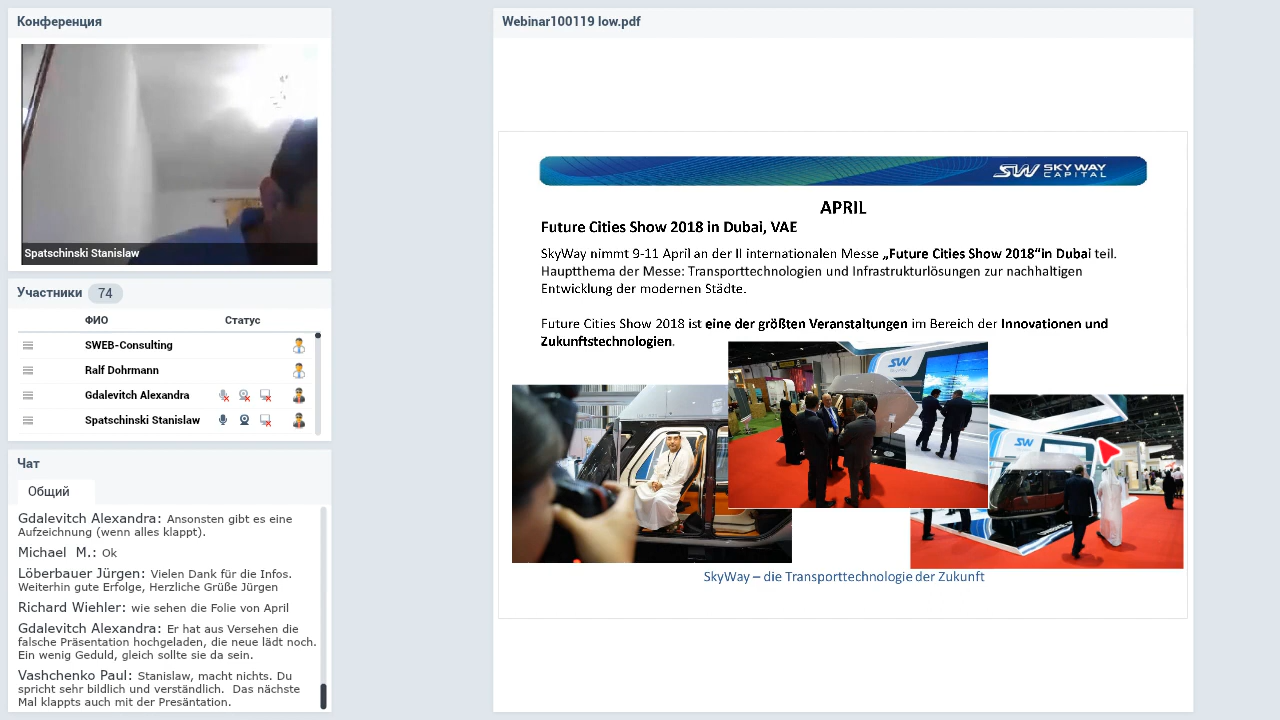 Конференция
Spatschinski Stanislaw
Участники 74
ФИО Статус
SWEB-Consulting
Ralf Dohrmann
Gdalevitch Alexandra
Spatschinski Stanislaw
Чат
Общий
Gdalevitch Alexandra: Ansonsten gibt es eine
Aufzeichnung (wenn alles klappt).
Michael M.: Ok
Löberbauer Jürgen: Vielen Dank für die Infos.
Weiterhin gute Erfolge, Herzliche Grüße Jürgen
Richard Wiehler: wie sehen die Folie von April
Gdalevitch Alexandra: Er hat aus Versehen die
falsche Präsentation hochgeladen, die neue lädt noch.
Ein wenig Geduld, gleich sollte sie da sein.
Vashchenko Paul: Stanislaw, macht nichts. Du
spricht sehr bildlich und verständlich. Das nächste
Mal klappts auch mit der Presäntation.
Webinar100119 low.pdf
SW SKY WAY
CAPITAL
APRIL
Future Cities Show 2018 in Dubai, VAE
SkyWay nimmt 9-11 April an der II internationalen Messe „Future Cities Show 2018“in Dubai teil.
Hauptthema der Messe: Transporttechnologien und Infrastrukturlösungen zur nachhaltigen
Entwicklung der modernen Städte.
Future Cities Show 2018 ist eine der größten Veranstaltungen im Bereich der Innovationen und
Zukunftstechnologien.
SW
SW
SkyWay – die Transporttechnologie der Zukunft